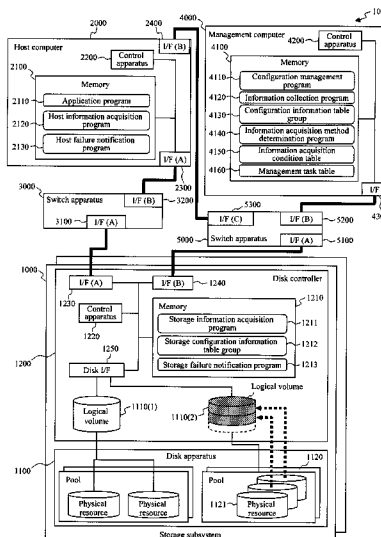 2000
Host computer
2400
I/F (B)
2200
Control apparatus
2100
Memory
2110
Application program
2120
Host information acquisition program
2130
Host failure notification program
I/F (A)
2300
4000
Management computer
4200
Control apparatus
4100
Memory
4110
Configuration management program
4120
Information collection program
4130
Configuration information table group
4140
Information acquisition method determination program
4150
Information acquisition condition table
4160
Management task table
I/F
3000
Switch apparatus
I/F (B)
3200
3100
I/F (A)
5300
I/F (C)
I/F (B)
5200
5000
Switch apparatus
I/F (A)
5100
1000
Disk controller
I/F (A)
1230
I/F (B)
1240
Control apparatus
1220
1210
Memory
Storage information acquisition program
1211
Storage configuration information table group
1212
Storage failure notification program
1213
1200
1250
Disk I/F
Logical volume
1110(1)
Logical volume
1110(2)
1100
Disk apparatus
1120
Pool
Physical resource
Physical resource
Pool
1121
Physical resource
Storage subsystem